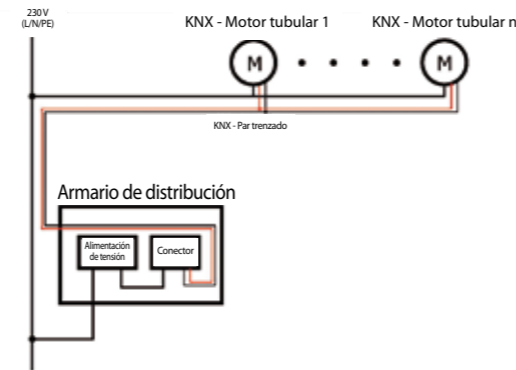 230 V
(L/N/PE)
KNX - Motor tubular 1
KNX - Motor tubular n
M
M
KNX - Par trenzado
Armario de distribución
Alimentación
de tensión
Conector